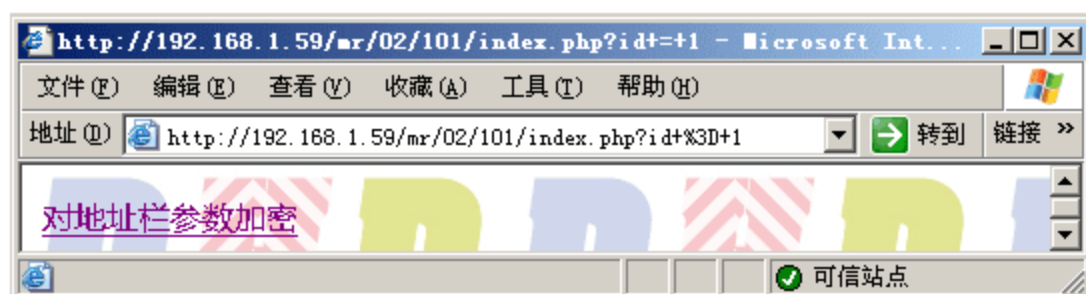 http://192.168.1.59/mr/02/101/index.php?id+=+1 - Microsoft Int...
文件(F) 编辑(E) 查看(V) 收藏(A) 工具(T) 帮助(H)
地址(D) http://192.168.1.59/mr/02/101/index.php?id+%3D+1 转到 链接 »
对地址栏参数加密
可信站点